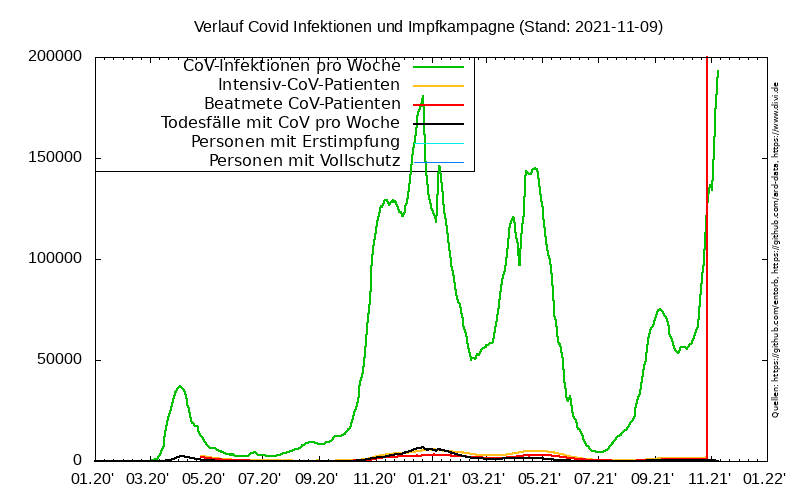 Verlauf Covid Infektionen und Impfkampagne (Stand: 2021-11-09)
200000
150000
100000
50000
0
CoV-Infektionen pro Woche
Intensiv-CoV-Patienten
Beatmete CoV-Patienten
Todesfälle mit CoV pro Woche
Personen mit Erstimpfung
Personen mit Vollschutz
01.20' 03.20' 05.20' 07.20' 09.20' 11.20' 01.21' 03.21' 05.21' 07.21' 09.21' 11.21' 01.22'
Quellen: https://github.com/entorb, https://github.com/ard-data, https://www.divi.de